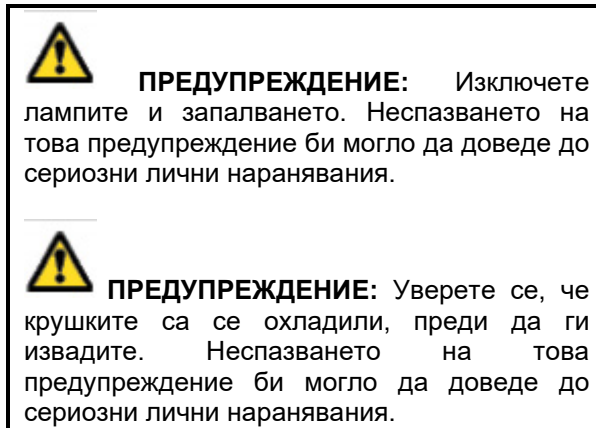 ПРЕДУПРЕЖДЕНИЕ: Изключете
лампите и запалването. Неспазването на
това предупреждение би могло да доведе до
сериозни лични наранявания.
ПРЕДУПРЕЖДЕНИЕ: Уверете се, че
крушките са се охладили, преди да ги
извадите. Неспазването на това
предупреждение би могло да доведе до
сериозни лични наранявания.